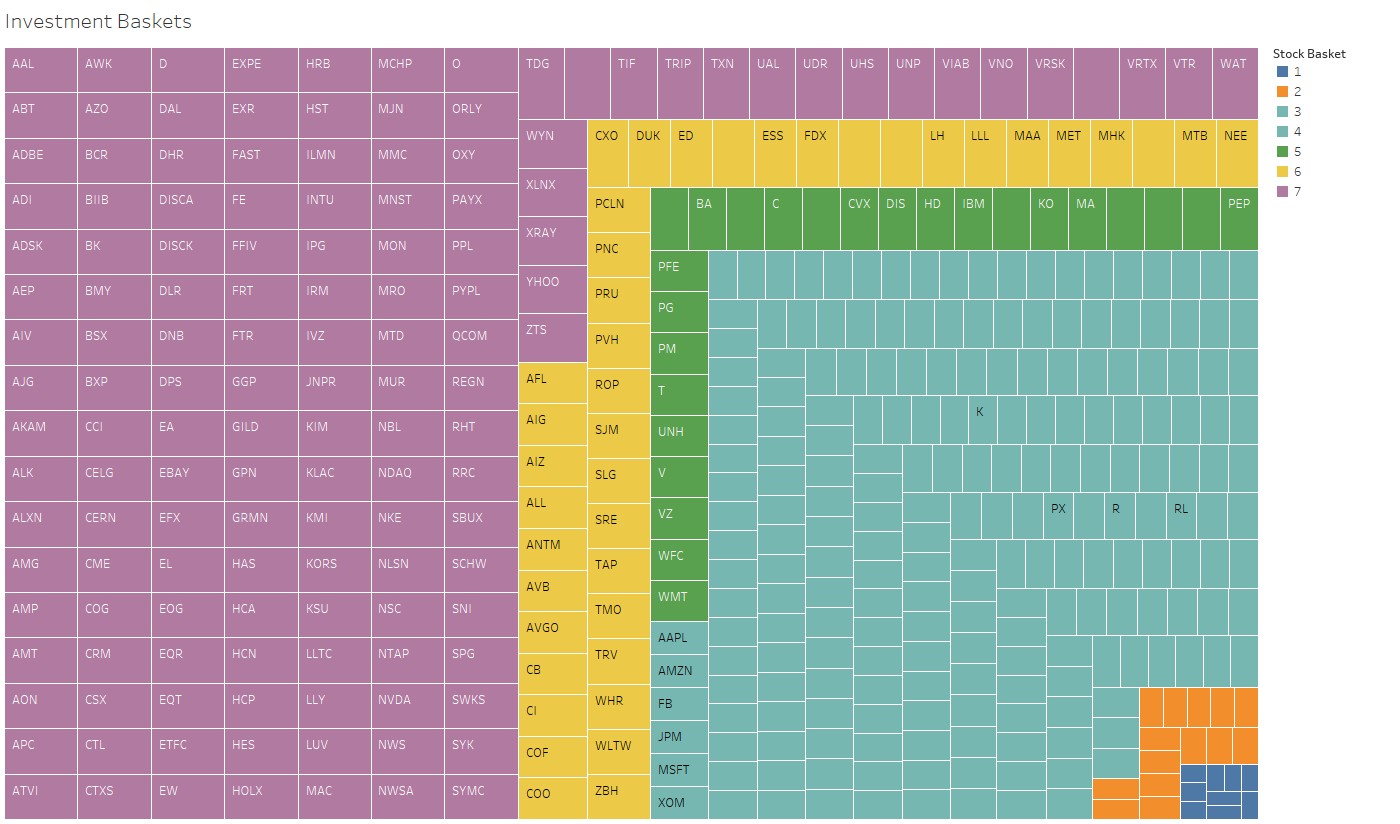 Investment Baskets
AAL AWK D EXPE HRB MCHP O TDG TIF TRIP TXN UAL UDR UHS UNP VIAB VNO VRSK VRTX VTR WAT
ABT AZO DAL EXR HST MJN ORLY
ADBE BCR DHR FAST ILMN MMC OXY
ADI BIIB DISCA FE INTU MNST PAYX
ADSK BK DISCK FFIV IPG MON PPL
AEP BMY DLR FRT IRM MRO PYPL
AIV BSX DNB FTR IVZ MTD QCOM
AJG BXP DPS GGP JNPR MUR REGN
AKAM CCI EA GILD KIM NBL RHT
ALK CELG EBAY GPN KLAC NDAQ RRC
ALXN CERN EFX GRMN KMI NKE SBUX
AMG CME EL HAS KORS NLSN SCHW
AMP COG EOG HCA KSU NSC SNI
AMT CRM EQR HCN LLTC NTAP SPG
AON CSX EQT HCP LLY NVDA SWKS
APC CTL ETFC HES LUV NWS SYK
ATVI CTXS EW HOLX MAC NWSA SYMC
WYN
XLNX
XRAY
YHOO
ZTS
AFL
AIG
AIZ
ALL
ANTM
AVB
AVGO
CB
CI
COF
COO
CXO DUK ED ESS FDX LH LLL MAA MET MHK MTB NEE
PCLN
PNC
PRU
PVH
ROP
SJM
SLG
SRE
TAP
TMO
TRV
WHR
WLTW
ZBH
BA C CVX DIS HD IBM KO MA PEP
PFE
PG
PM
T
UNH
V
VZ
WFC
WMT
AAPL
AMZN
FB
JPM
MSFT
XOM
K
PX R RL
Stock Basket
1
2
3
4
5
6
7